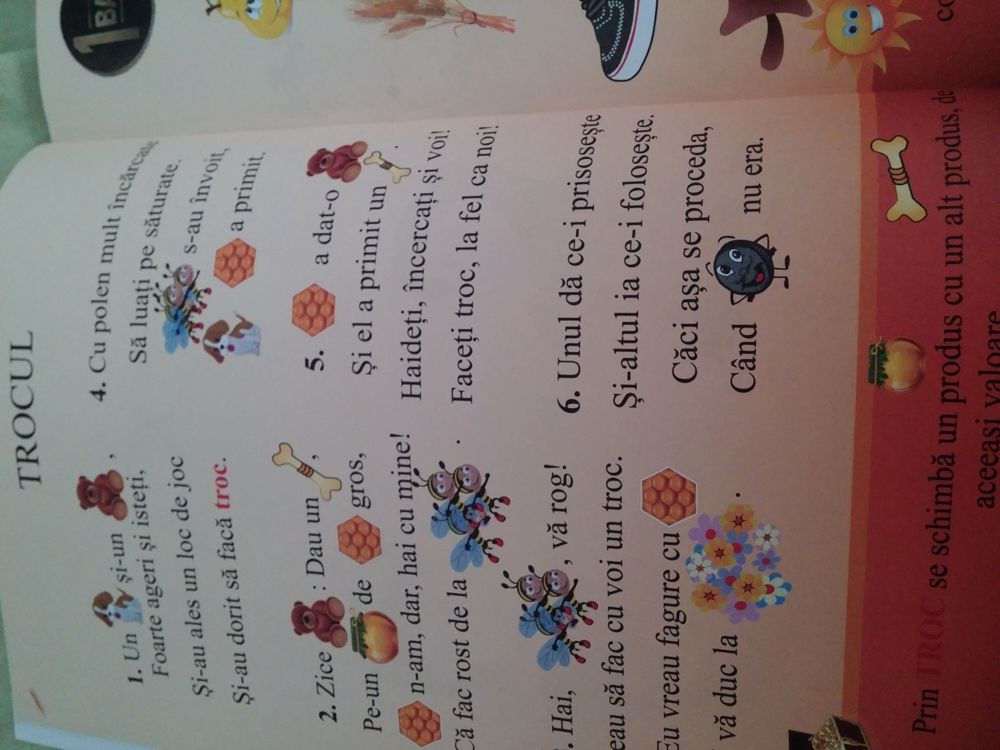 TROCUL
1. Un și-un ,
Foarte ageri și isteți,
Și-au ales un loc de joc
Și-au dorit să facă troc.
2. Zice : Dau un ,
Pe-un de gros,
n-am, dar, hai cu mine!
Că fac rost de la .
. Hai, , vă rog!
eau să fac cu voi un troc.
Eu vreau fagure cu
vă duc la .
4. Cu polen mult încărcate
Să luați pe săturate.
s-au învoit,
a primit.
5. a dat-o
Și el a primit un .
Haideți, încercați și voi!
Faceți troc, la fel ca noi!
6. Unul dă ce-i prisosește
Și-altul ia ce-i folosește.
Căci așa se proceda,
Când nu era.
Prin TROC se schimbă un produs cu un alt produs, de
aceeași valoare
1 BA
co